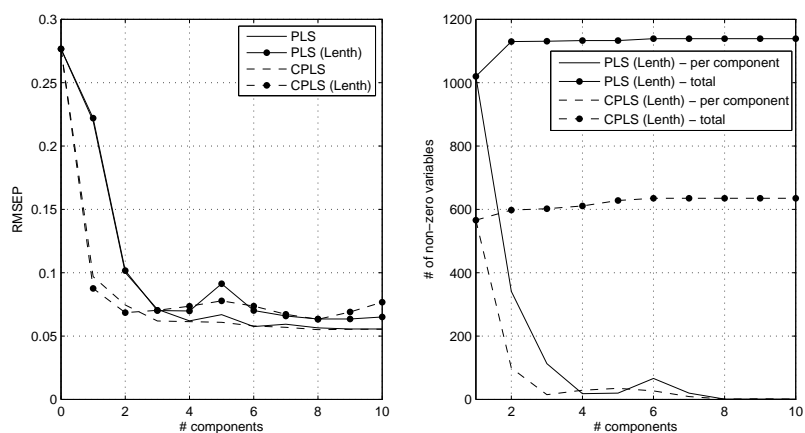 0.3
0.25
0.2
0.15
0.1
0.05
0
0
2
4
6
8
10
RMSEP
# components
PLS
PLS (Lenth)
CPLS
CPLS (Lenth)
1200
1000
800
600
400
200
0
2
4
6
8
10
# of non−zero variables
# components
PLS (Lenth) − per component
PLS (Lenth) − total
CPLS (Lenth) − per component
CPLS (Lenth) − total